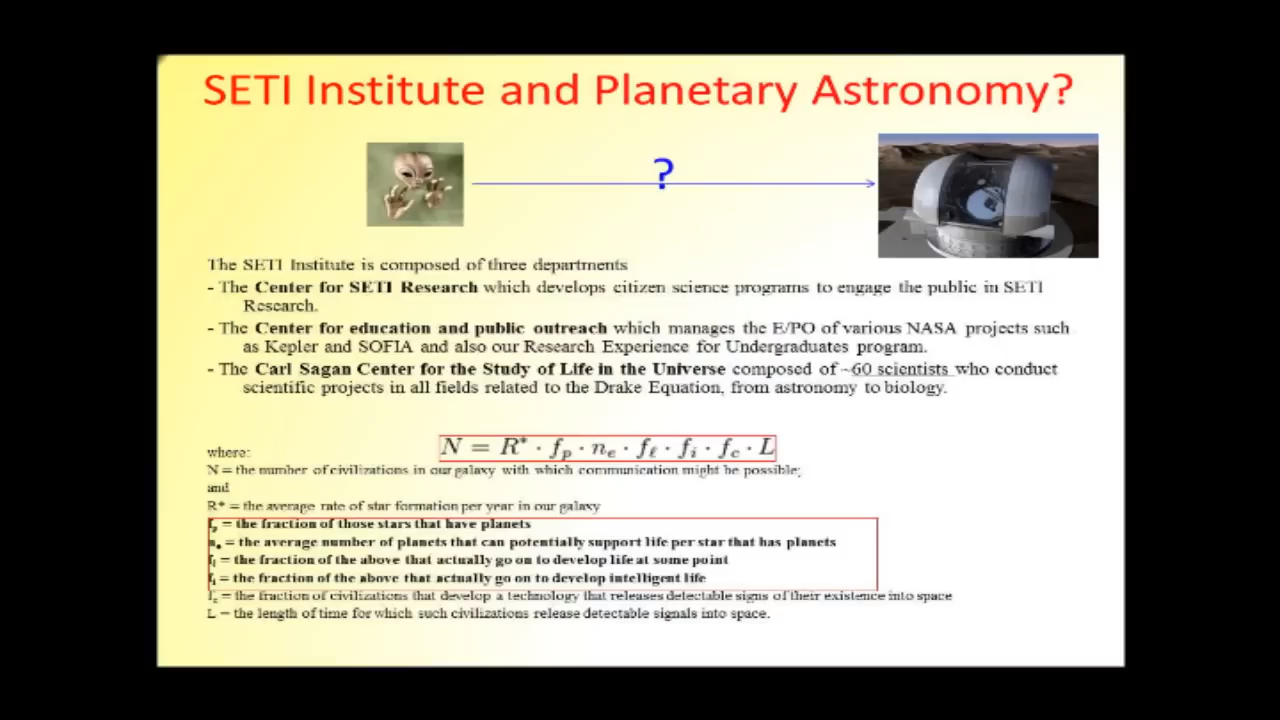 SETI Institute and Planetary Astronomy?
?
The SETI Institute is composed of three departments
- The Center for SETI Research which develops citizen science programs to engage the public in SETI
Research.
- The Center for education and public outreach which manages the E/PO of various NASA projects such
as Kepler and SOFIA and also our Research Experience for Undergraduates program.
- The Carl Sagan Center for the Study of Life in the Universe composed of ~60 scientists who conduct
scientific projects in all fields related to the Drake Equation, from astronomy to biology.
N = R* · fp · ne · fℓ · fi · fc · L
where:
N = the number of civilizations in our galaxy with which communication might be possible;
and
R* = the average rate of star formation per year in our galaxy
fp = the fraction of those stars that have planets
ne = the average number of planets that can potentially support life per star that has planets
fl = the fraction of the above that actually go on to develop life at some point
fi = the fraction of the above that actually go on to develop intelligent life
fc = the fraction of civilizations that develop a technology that releases detectable signs of their existence into space
L = the length of time for which such civilizations release detectable signals into space.